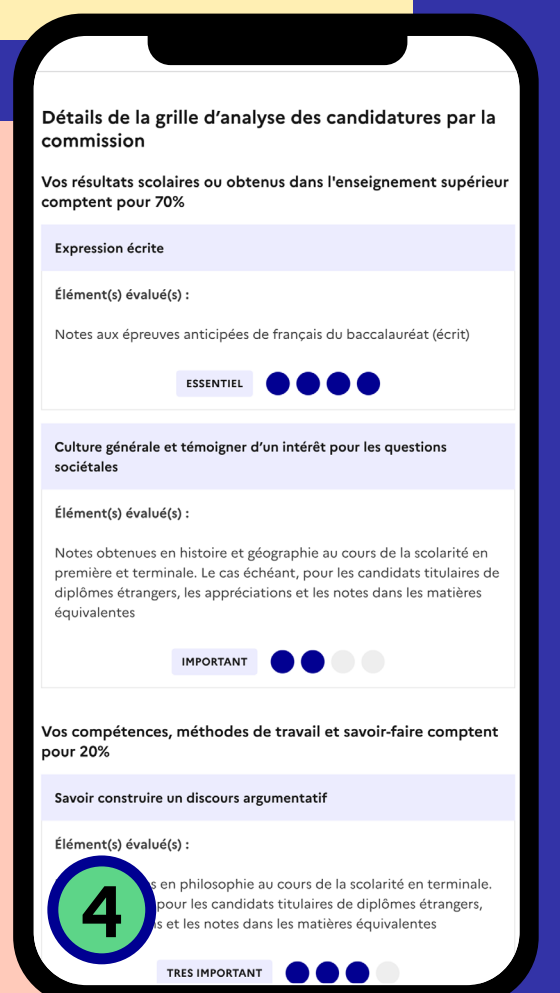 Détails de la grille d’analyse des candidatures par la
commission
Vos résultats scolaires ou obtenus dans l'enseignement supérieur
comptent pour 70%
Expression écrite
Élément(s) évalué(s) :
Notes aux épreuves anticipées de français du baccalauréat (écrit)
ESSENTIEL
Culture générale et témoigner d’un intérêt pour les questions
sociétales
Élément(s) évalué(s) :
Notes obtenues en histoire et géographie au cours de la scolarité en
première et terminale. Le cas échéant, pour les candidats titulaires de
diplômes étrangers, les appréciations et les notes dans les matières
équivalentes
IMPORTANT
Vos compétences, méthodes de travail et savoir-faire comptent
pour 20%
Savoir construire un discours argumentatif
Élément(s) évalué(s) :
en philosophie au cours de la scolarité en terminale.
pour les candidats titulaires de diplômes étrangers,
et les notes dans les matières équivalentes
4
TRES IMPORTANT